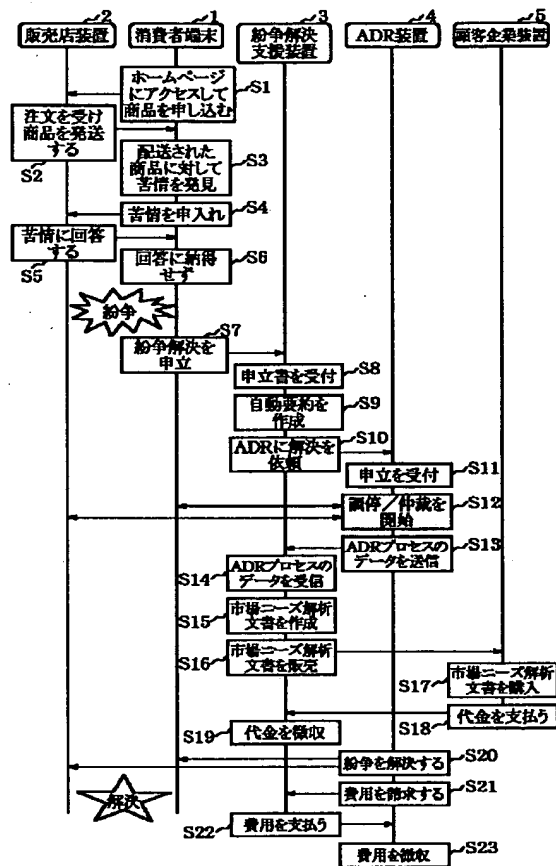 2
1
3
4
5
販売店装置
消費者端末
紛争解決
支援装置
ADR装置
顧客企業装置
ホームページ
にアクセスして
商品を申し込む
S1
注文を受け
商品を発送
する
S2
配送された
商品に対して
苦情を発見
S3
苦情を申入れ
S4
苦情に回答
する
S5
回答に納得
せず
S6
紛争
紛争解決を
申立
S7
申立書を受付
S8
自動要約を
作成
S9
ADRに解決を
依頼
S10
申立を受付
S11
調停/仲裁を
開始
S12
ADRプロセスの
データを送信
S13
ADRプロセスの
データを受信
S14
市場ニーズ解析
文書を作成
S15
市場ニーズ解析
文書を販売
S16
市場ニーズ解析
文書を購入
S17
代金を支払う
S18
代金を徴収
S19
紛争を解決する
S20
解決
費用を請求する
S21
費用を支払う
S22
費用を徴収
S23